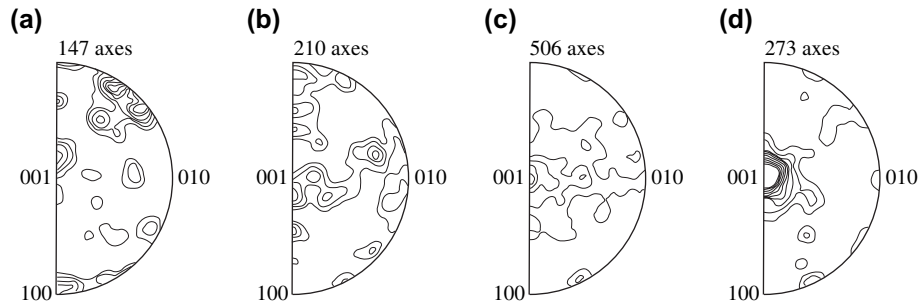 (a) (b) (c) (d)
147 axes 210 axes 506 axes 273 axes
001 010 001 010 001 010 001 010
100 100 100 100